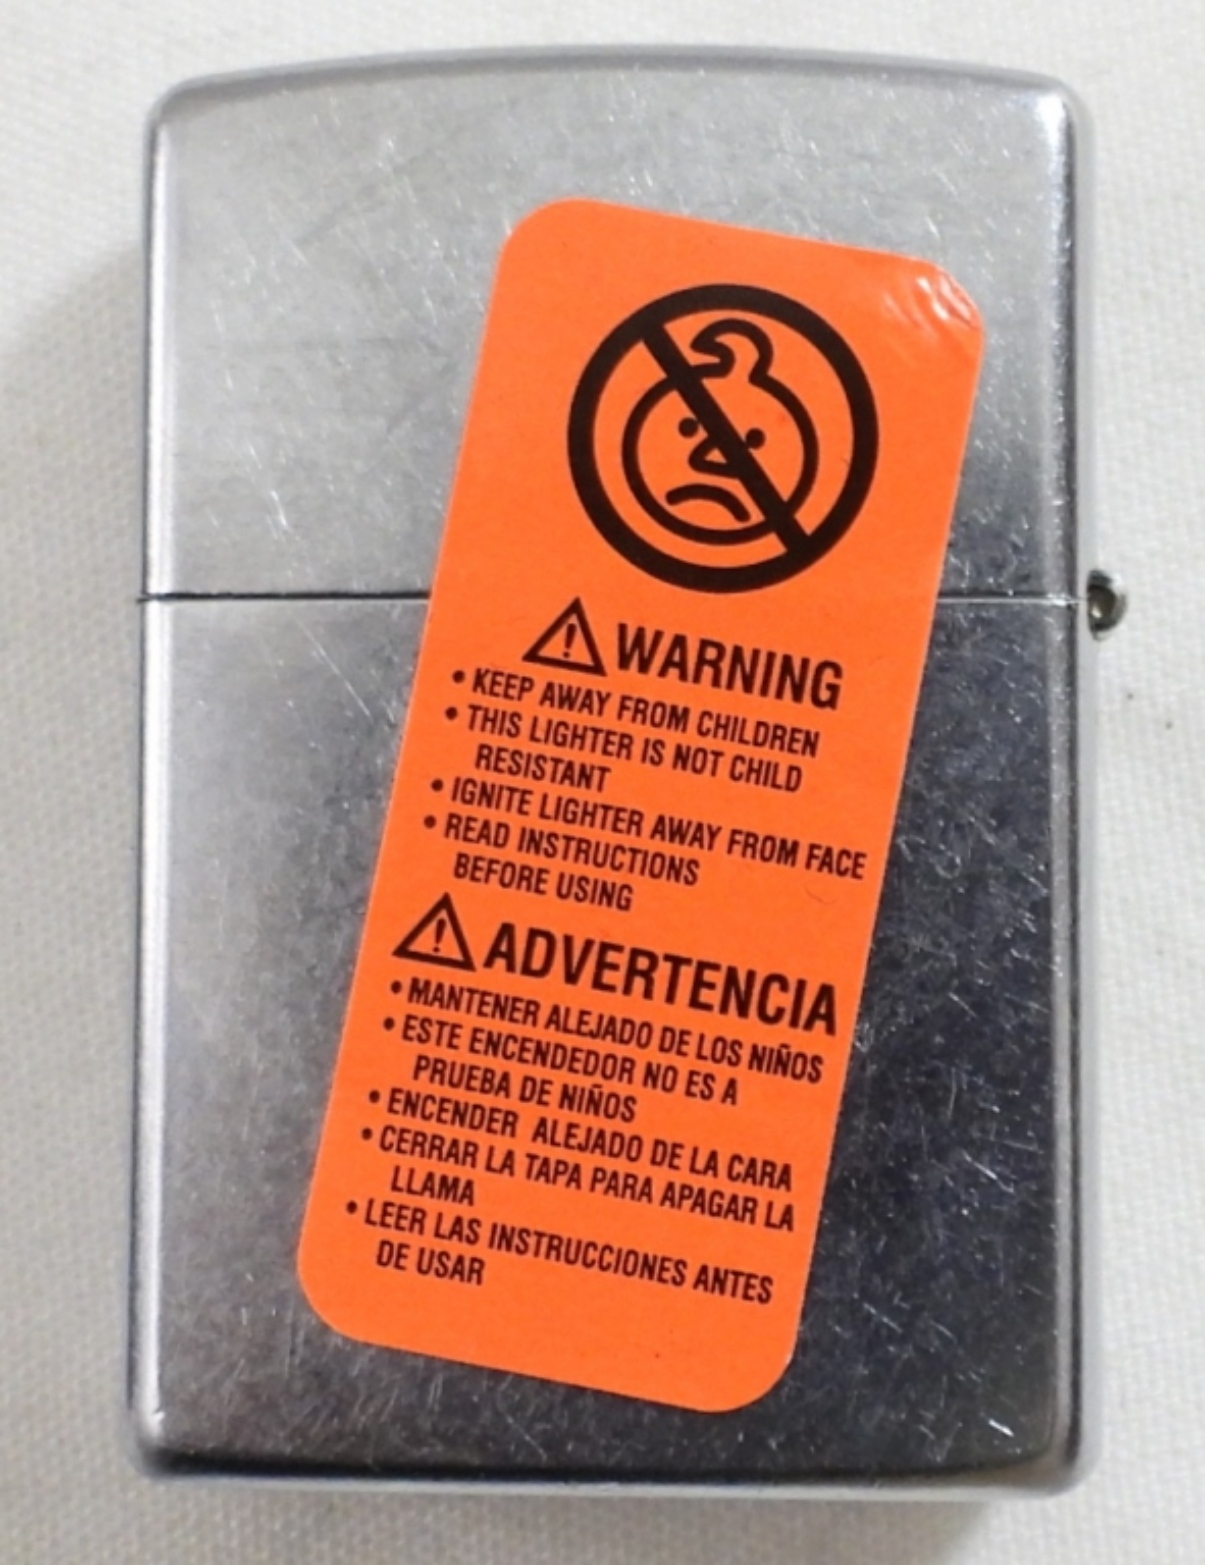 WARNING
• KEEP AWAY FROM CHILDREN
• THIS LIGHTER IS NOT CHILD
RESISTANT
• IGNITE LIGHTER AWAY FROM FACE
• READ INSTRUCTIONS
BEFORE USING
ADVERTENCIA
• MANTENER ALEJADO DE LOS NIÑOS
• ESTE ENCENDEDOR NO ES A
PRUEBA DE NIÑOS
• ENCENDER ALEJADO DE LA CARA
• CERRAR LA TAPA PARA APAGAR LA
LLAMA
• LEER LAS INSTRUCCIONES ANTES
DE USAR